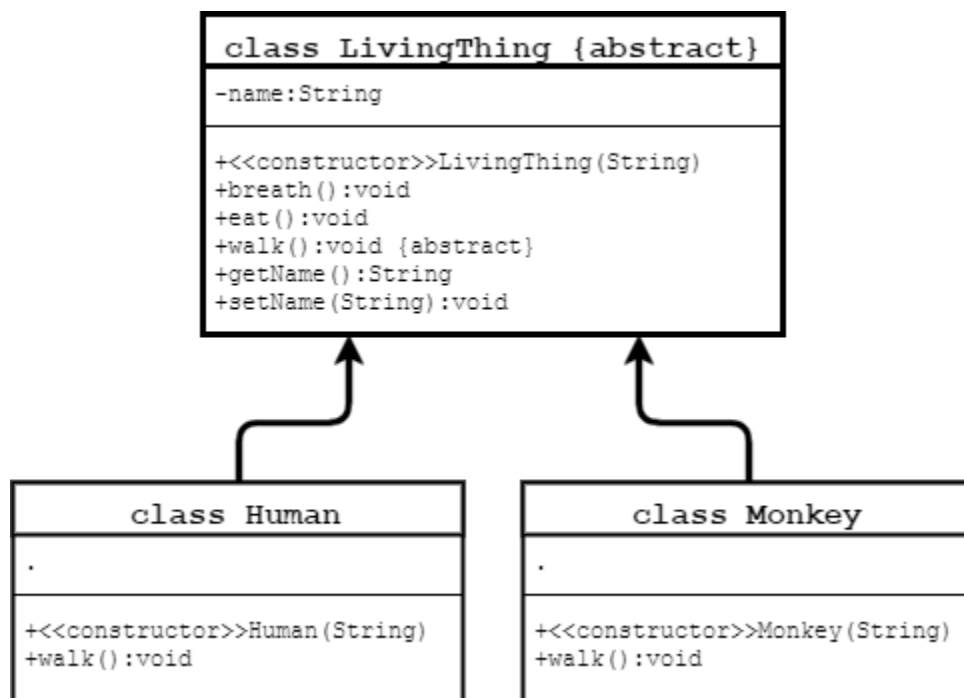 class LivingThing {abstract}
-name:String
+<<constructor>>LivingThing(String)
+breath():void
+eat():void
+walk():void {abstract}
+getName():String
+setName(String):void
class Human
.
+<<constructor>>Human(String)
+walk():void
class Monkey
.
+<<constructor>>Monkey(String)
+walk():void